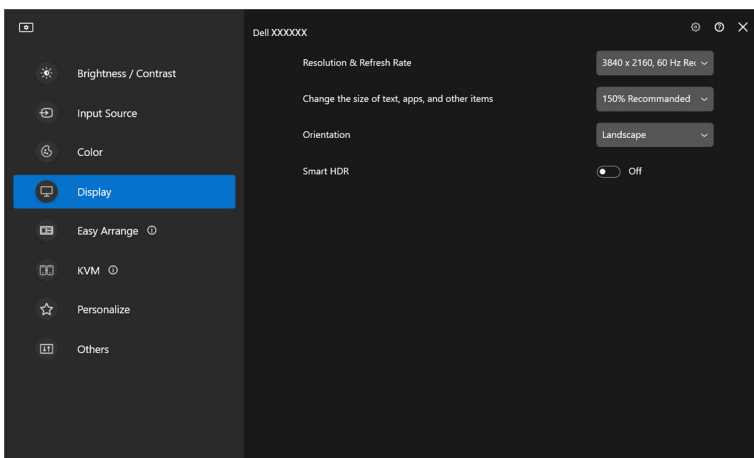 Dell XXXXXX
Brightness / Contrast
Input Source
Color
Display
Easy Arrange
KVM
Personalize
Others
Resolution & Refresh Rate
3840 x 2160, 60 Hz Rec
Change the size of text, apps, and other items
150% Recommanded
Orientation
Landscape
Smart HDR
Off